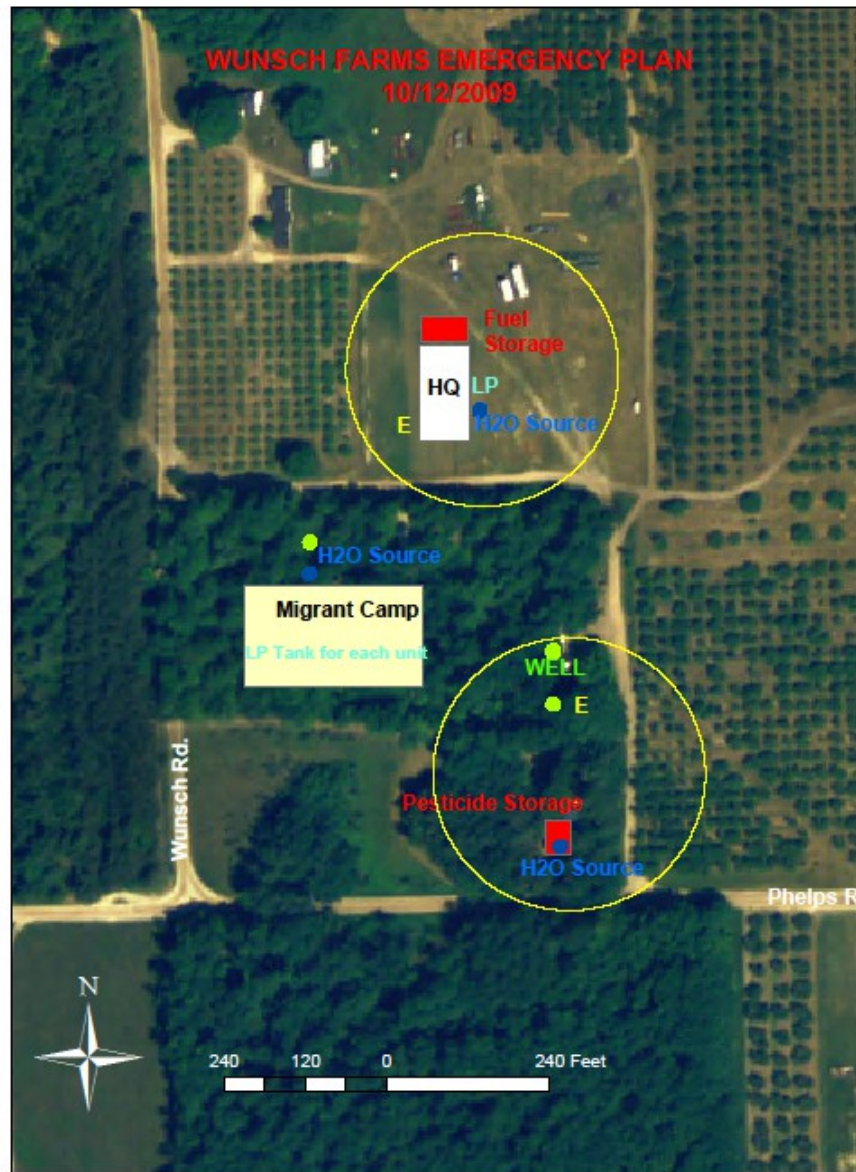 WUNSCH FARMS EMERGENCY PLAN
10/12/2009
Fuel
Storage
HQ
LP
E
H2O Source
H2O Source
Migrant Camp
LP Tank for each unit
WELL
E
Wunsch Rd.
Pesticide Storage
H2O Source
Phelps R
N
240 120 0 240 Feet